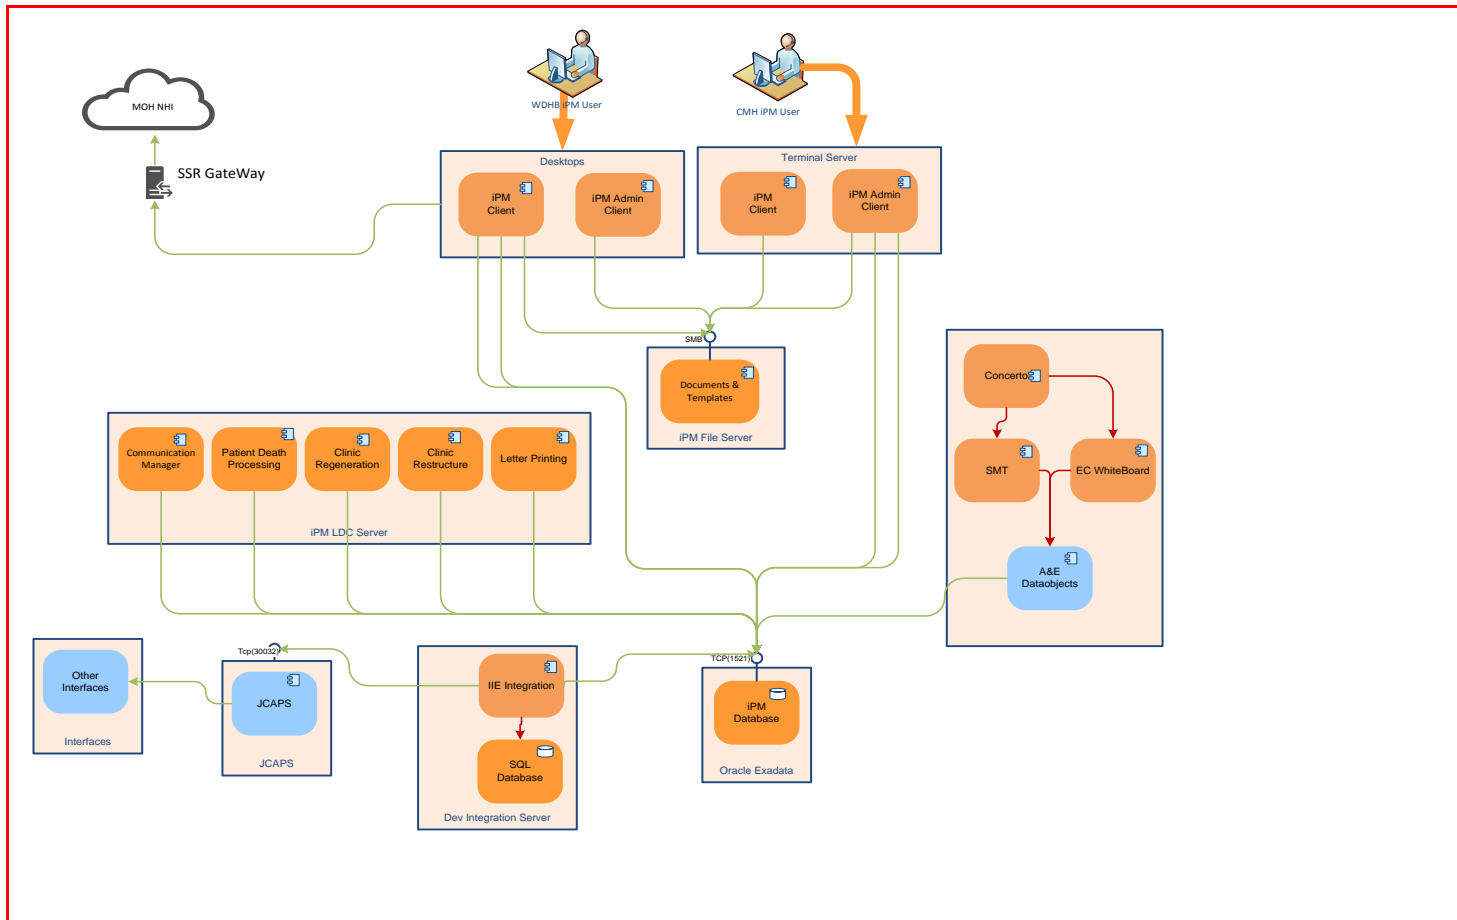 WDHB iPM User
CMH iPM User
MOH NHI
SSR GateWay
Desktops
iPM
Client
iPM Admin
Client
Terminal Server
iPM
Client
iPM Admin
Client
SMB
Documents &
Templates
iPM File Server
Concerto
SMT
EC WhiteBoard
A&E
Dataobjects
Communication
Manager
Patient Death
Processing
Clinic
Regeneration
Clinic
Restructure
Letter Printing
iPM LDC Server
Other
Interfaces
Interfaces
Tcp(30032)
JCAPS
JCAPS
IIE Integration
SQL
Database
Dev Integration Server
TCP(1521)
iPM
Database
Oracle Exadata